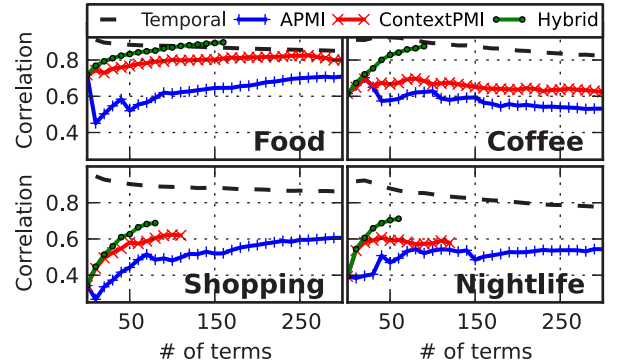 Temporal APMI ContextPMI Hybrid
Correlation
0.8
0.6
0.4
Food
Coffee
Correlation
0.8
0.6
0.4
Shopping
Nightlife
50 150 250 50 150 250
# of terms # of terms